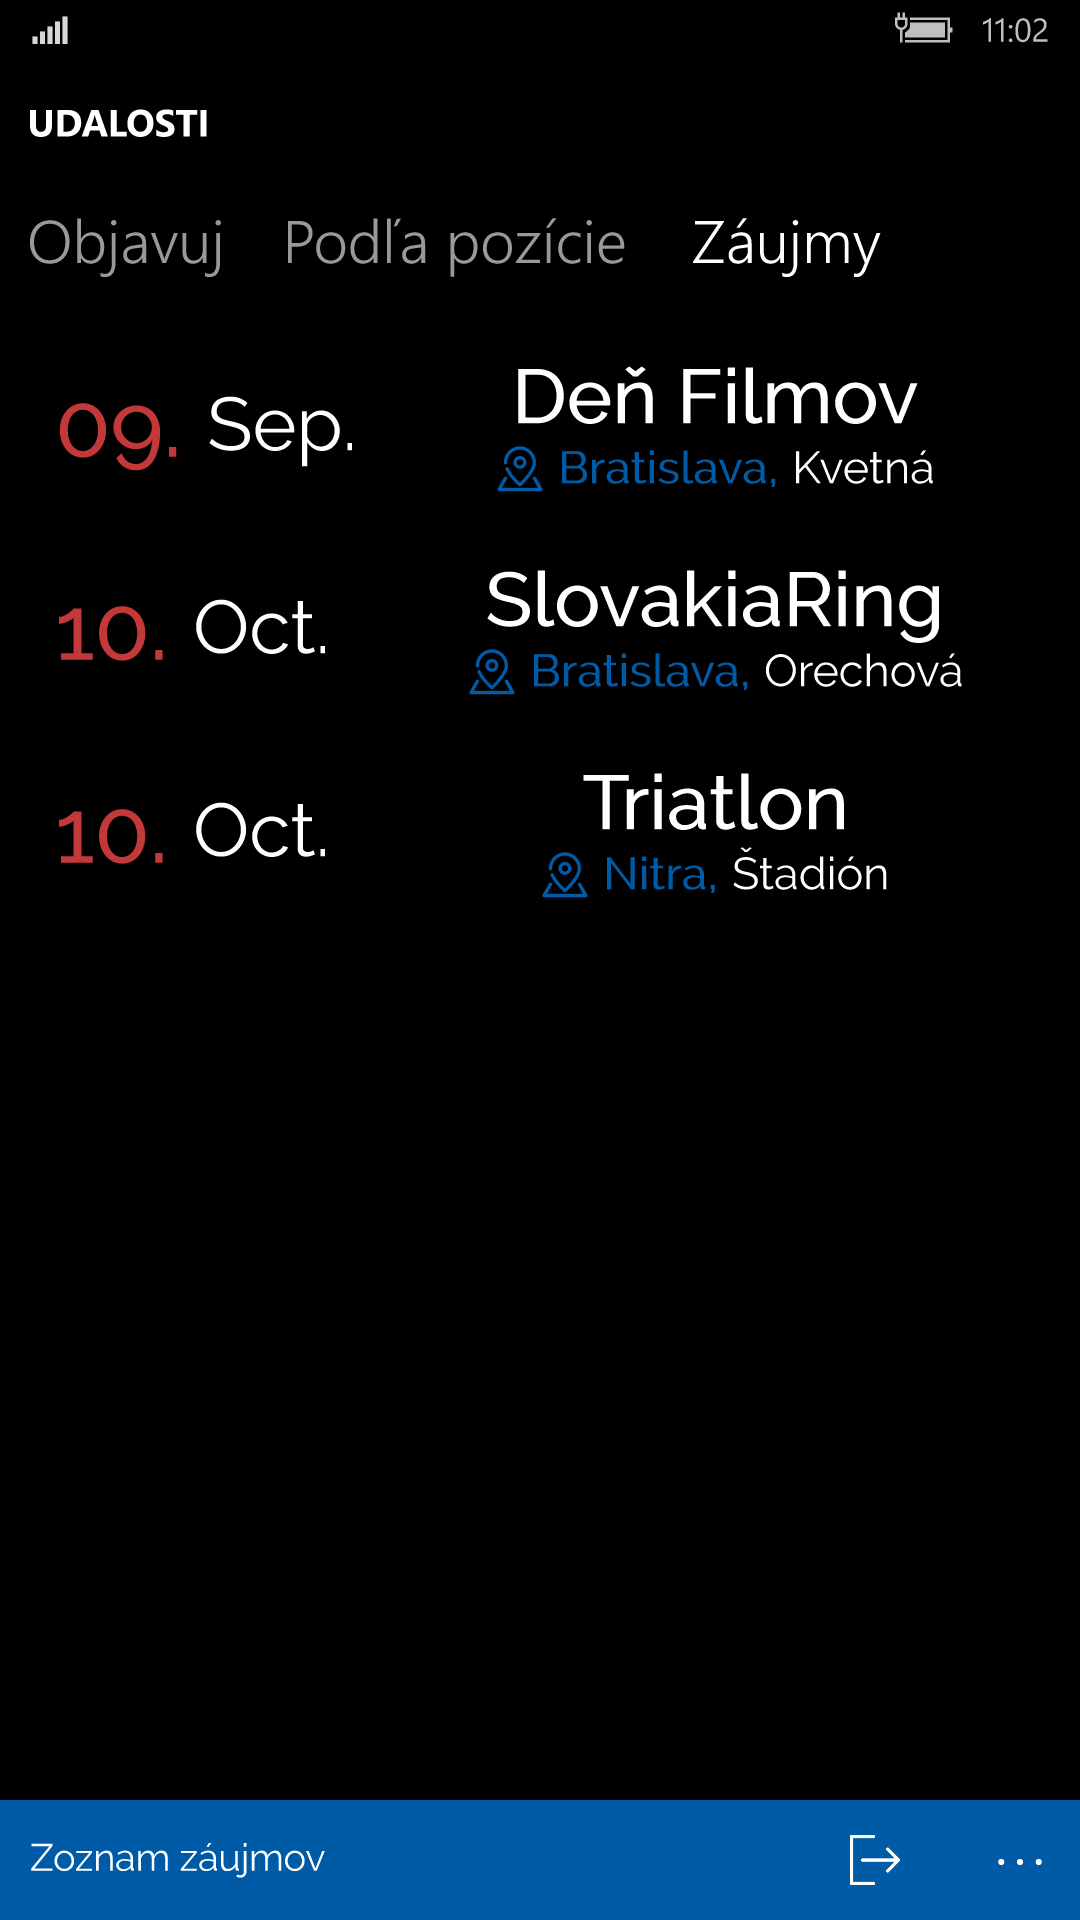 11:02
UDALOSTI
Objavuj Podľa pozície Záujmy
09. Sep. Deň Filmov
Bratislava, Kvetná
10. Oct. SlovakiaRing
Bratislava, Orechová
10. Oct. Triatlon
Nitra, Štadión
Zoznam záujmov